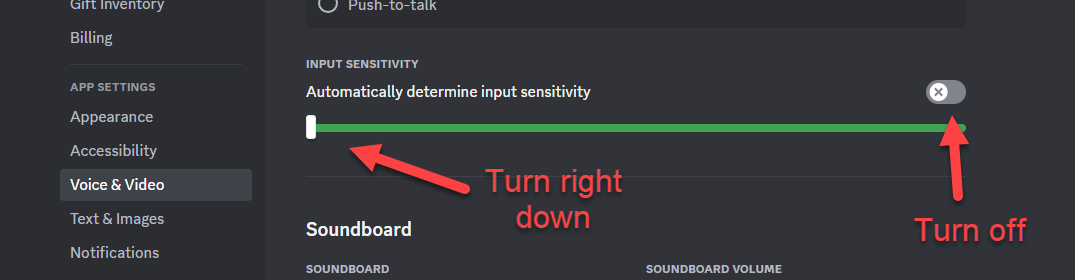 Gift Inventory
Push-to-talk
Billing
INPUT SENSITIVITY
APP SETTINGS
Automatically determine input sensitivity
Appearance
Accessibility
Voice & Video
Turn right
down
Text & Images
Turn off
Soundboard
Notifications
SOUNDBOARD
SOUNDBOARD VOLUME